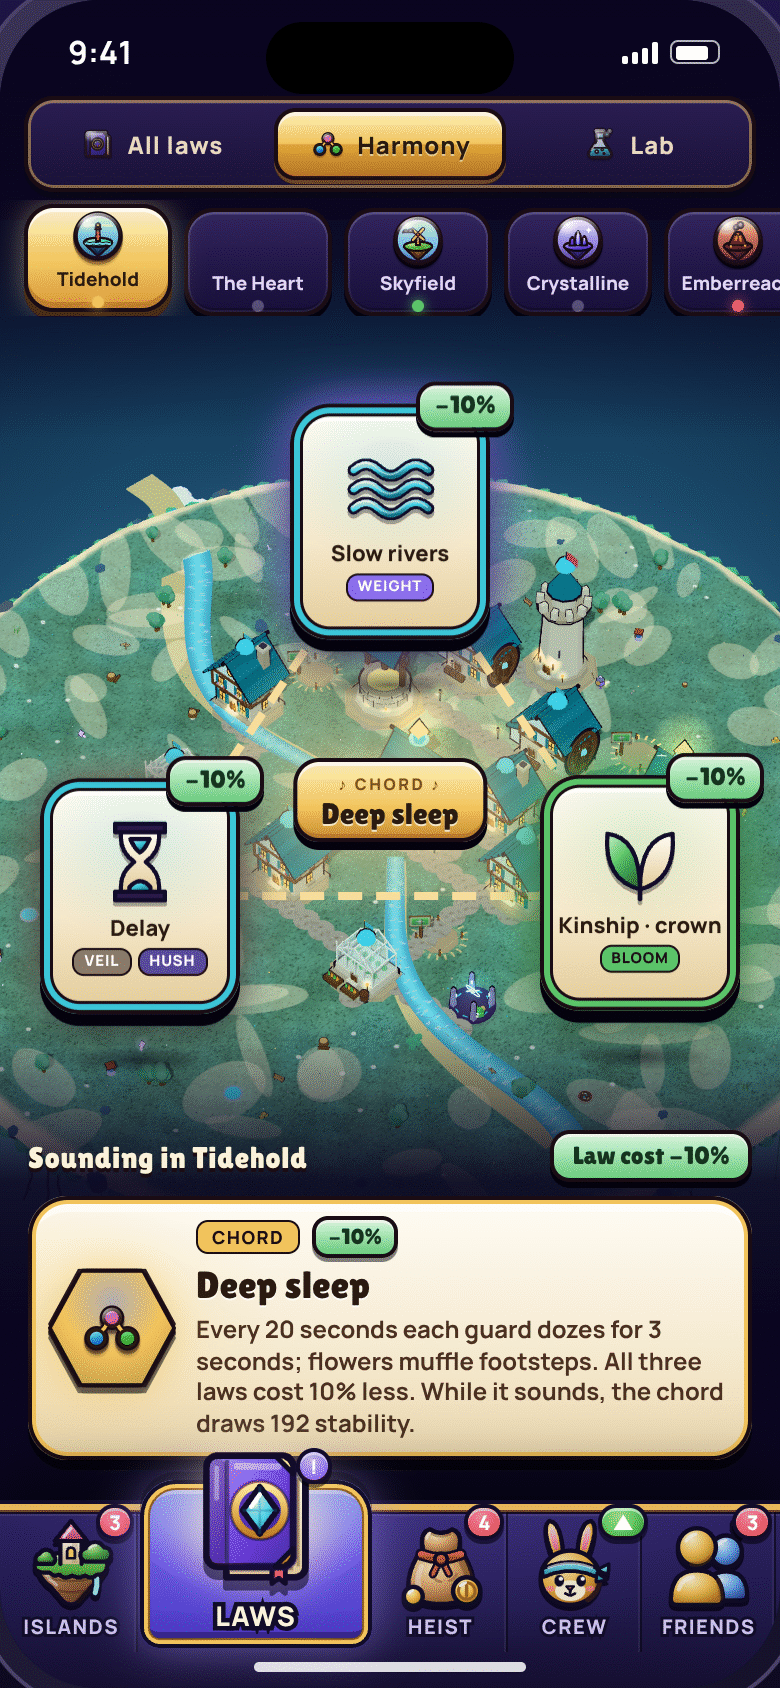 9:41
All laws
Harmony
Lab
Tidehold
The Heart
Skyfield
Crystalline
Emberreac
-10%
Slow rivers
WEIGHT
-10%
-10%
♪ CHORD ♪
Deep sleep
Delay
VEIL HUSH
Kinship · crown
BLOOM
Sounding in Tidehold
Law cost -10%
CHORD -10%
Deep sleep
Every 20 seconds each guard dozes for 3
seconds; flowers muffle footsteps. All three
laws cost 10% less. While it sounds, the chord
draws 192 stability.
3
4
3
ISLANDS
LAWS
HEIST
CREW
FRIENDS